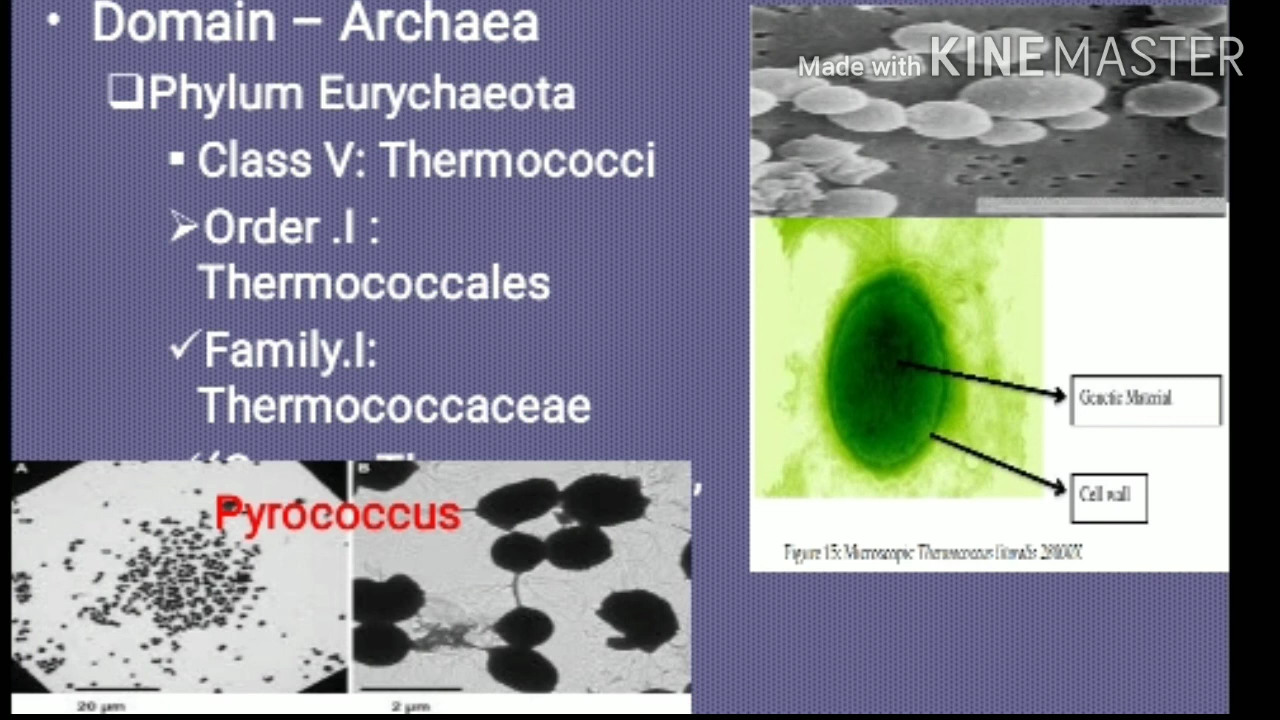 • Domain – Archaea
❑Phylum Eurychaeota
▪ Class V: Thermococci
➢Order .I :
Thermococcales
✓Family.I:
Thermococcaceae
Pyrococcus
A
B
20 µm
2 µm
Made with KINEMASTER
Genetic Material
Cell wall
Figure 15: Microscopic Thermococcus litoralis